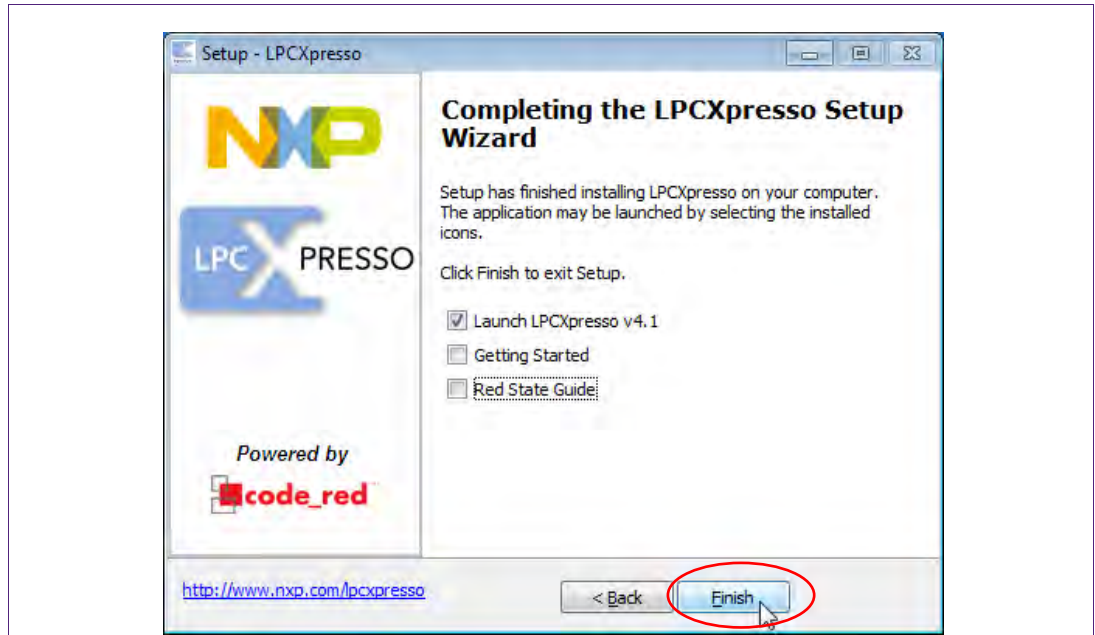 Setup - LPCXpresso
NXP
LPCXPRESSO
Powered by
code_red
Completing the LPCXpresso Setup
Wizard
Setup has finished installing LPCXpresso on your computer.
The application may be launched by selecting the installed
icons.
Click Finish to exit Setup.
Launch LPCXpresso v4.1
Getting Started
Red State Guide
http://www.nxp.com/lpcxpresso
< Back
Finish